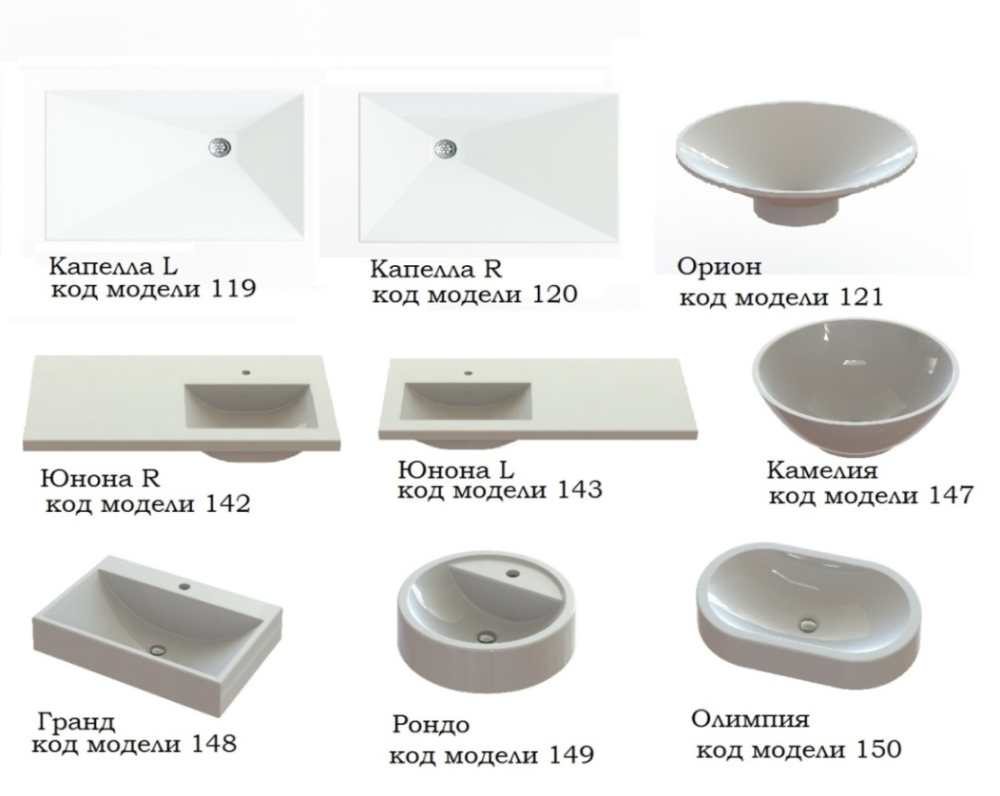 Капелла L
код модели 119
Капелла R
код модели 120
Орион
код модели 121
Юнона R
код модели 142
Юнона L
код модели 143
Камелия
код модели 147
Гранд
код модели 148
Рондо
код модели 149
Олимпия
код модели 150